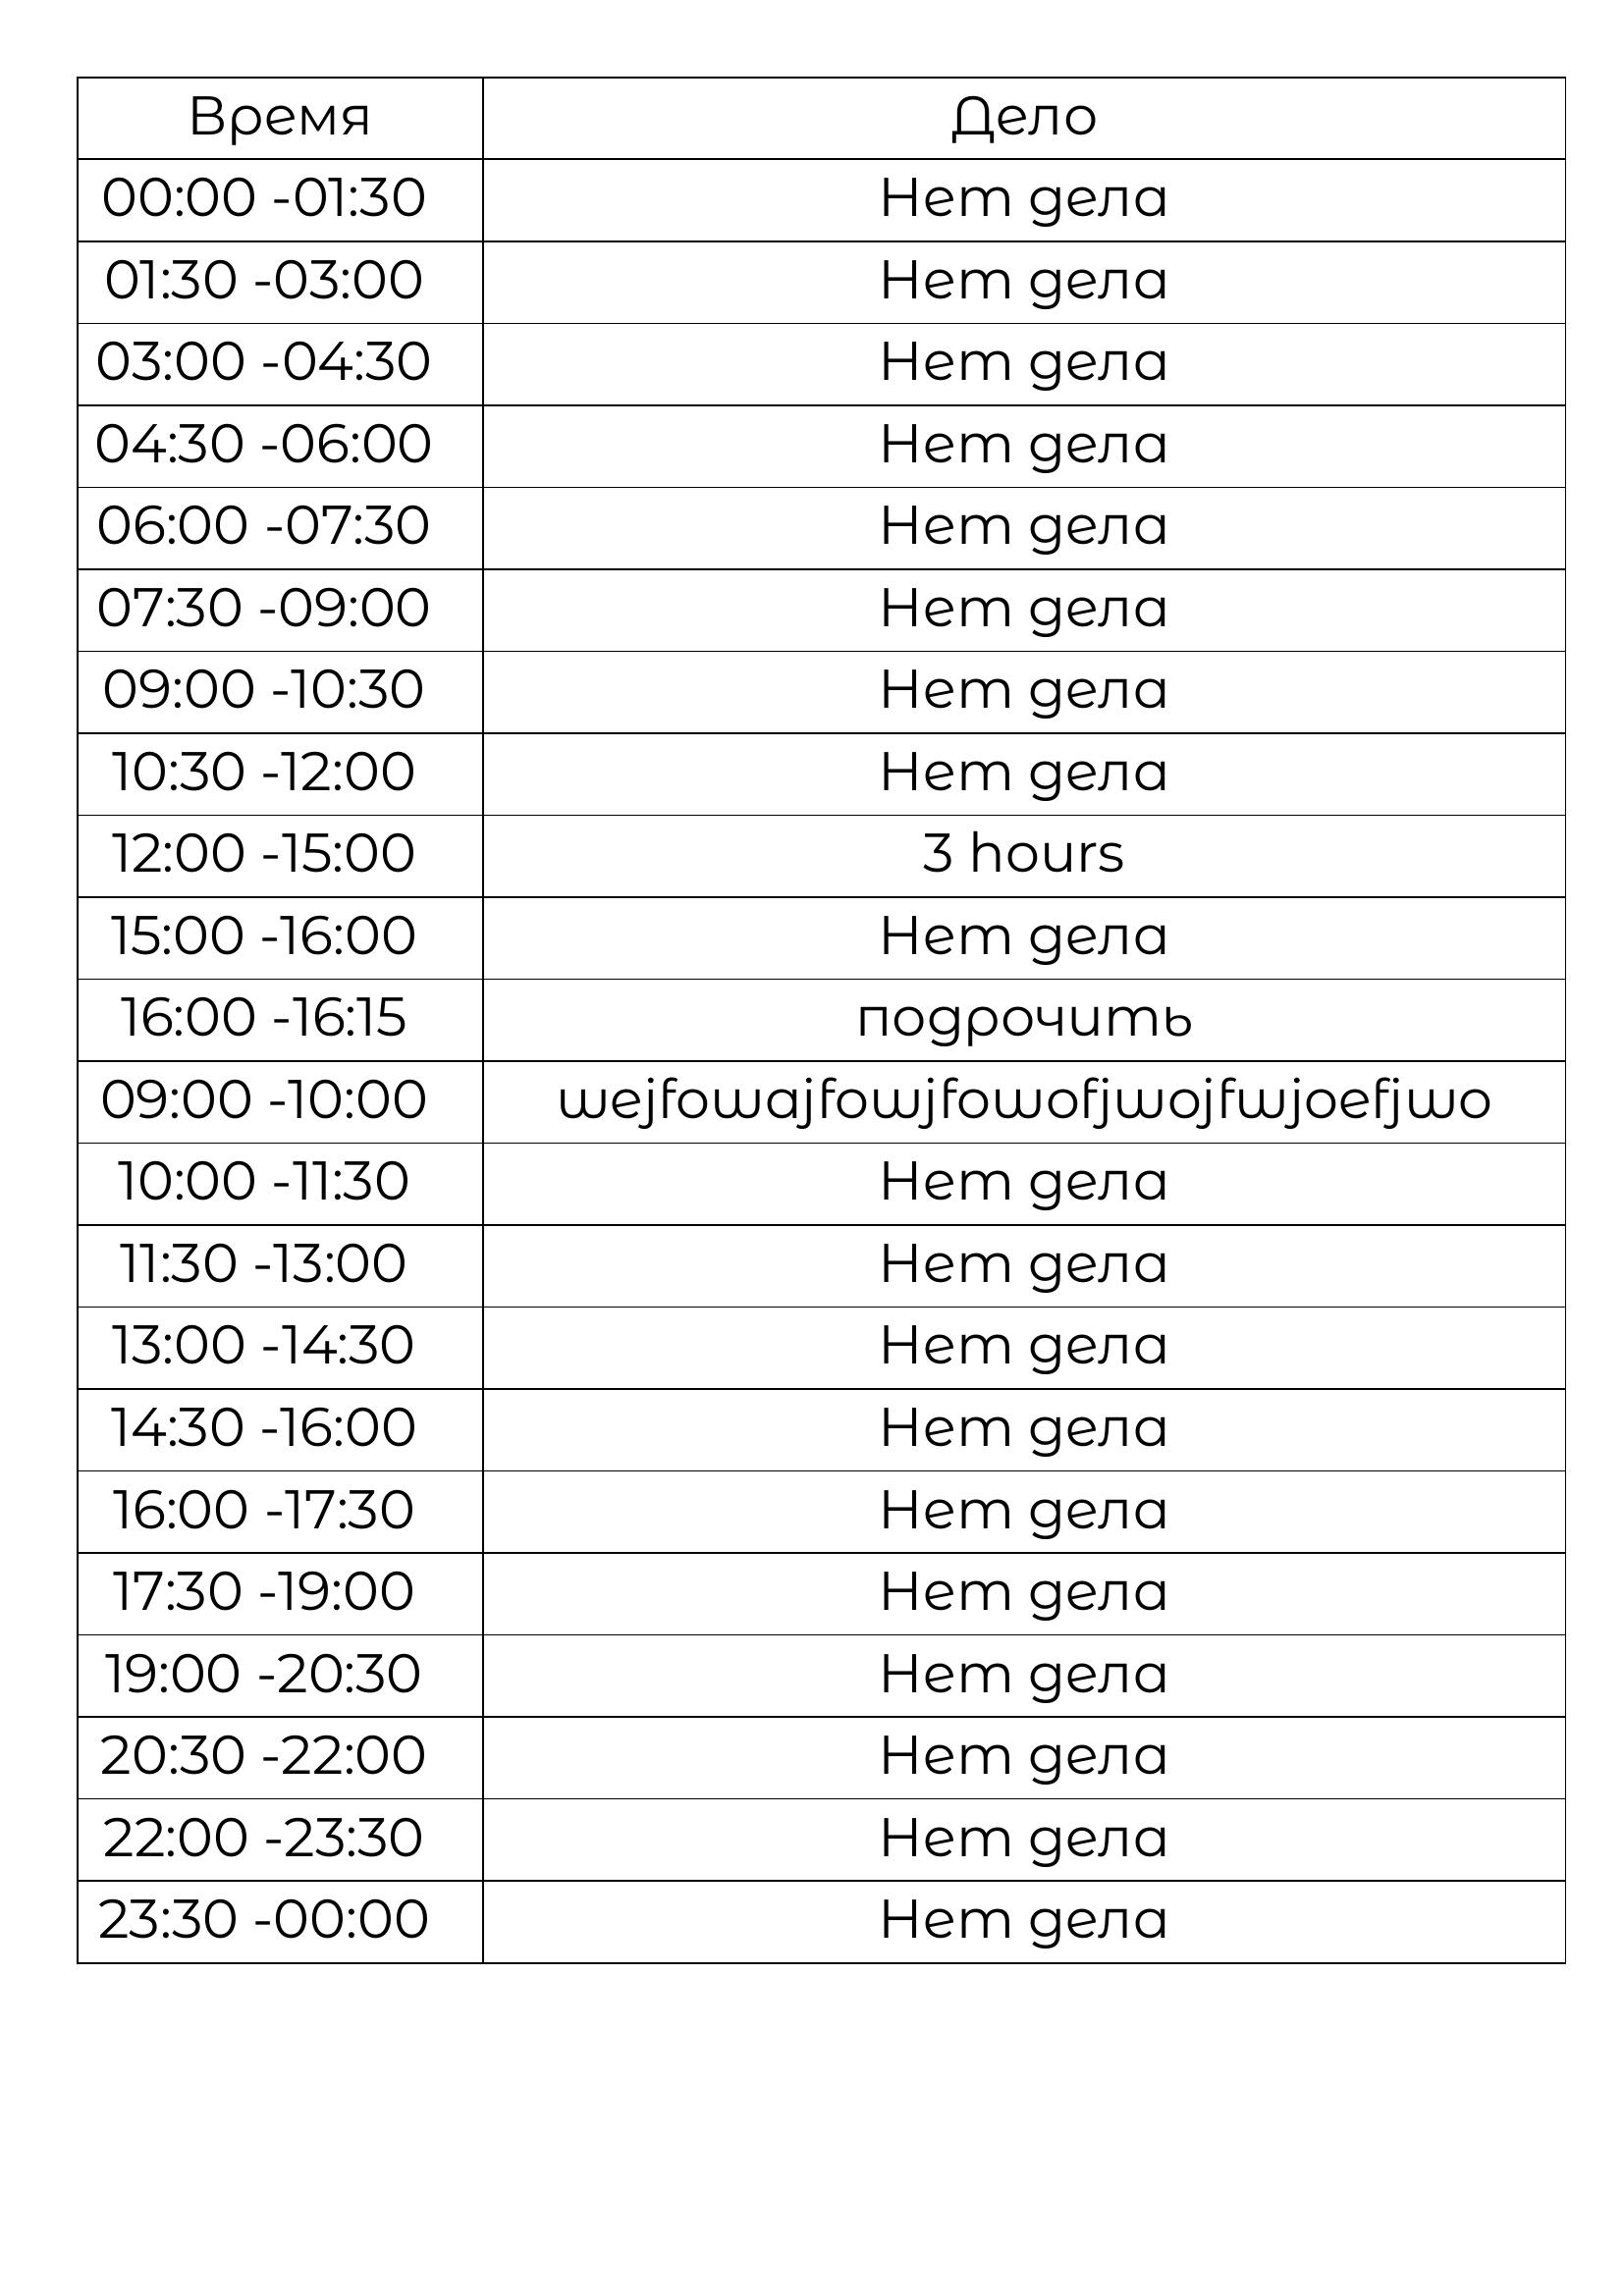 Время Дело
00:00 -01:30 Нет дела
01:30 -03:00 Нет дела
03:00 -04:30 Нет дела
04:30 -06:00 Нет дела
06:00 -07:30 Нет дела
07:30 -09:00 Нет дела
09:00 -10:30 Нет дела
10:30 -12:00 Нет дела
12:00 -15:00 3 hours
15:00 -16:00 Нет дела
16:00 -16:15 подрочить
09:00 -10:00 wejfowajfowjfowofjwojfwjoefjwo
10:00 -11:30 Нет дела
11:30 -13:00 Нет дела
13:00 -14:30 Нет дела
14:30 -16:00 Нет дела
16:00 -17:30 Нет дела
17:30 -19:00 Нет дела
19:00 -20:30 Нет дела
20:30 -22:00 Нет дела
22:00 -23:30 Нет дела
23:30 -00:00 Нет дела